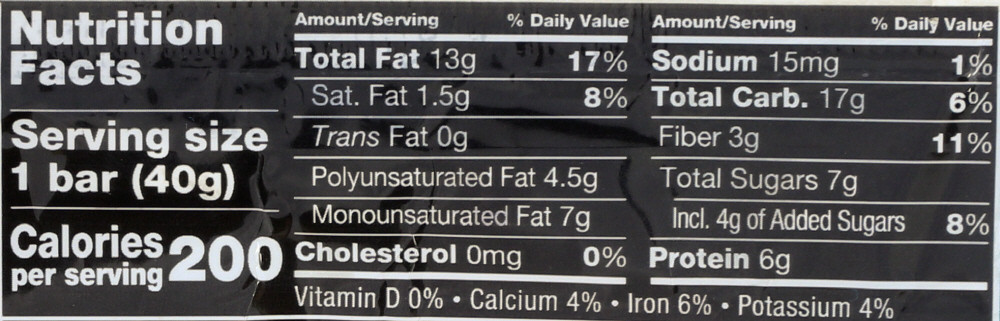 Nutrition
Facts
Serving size
1 bar (40g)
Calories
per serving 200
Amount/Serving % Daily Value
Total Fat 13g 17%
Sat. Fat 1.5g 8%
Trans Fat 0g
Polyunsaturated Fat 4.5g
Monounsaturated Fat 7g
Cholesterol 0mg 0%
Amount/Serving % Daily Value
Sodium 15mg 1%
Total Carb. 17g 6%
Fiber 3g 11%
Total Sugars 7g
Incl. 4g of Added Sugars 8%
Protein 6g
Vitamin D 0% • Calcium 4% • Iron 6% • Potassium 4%